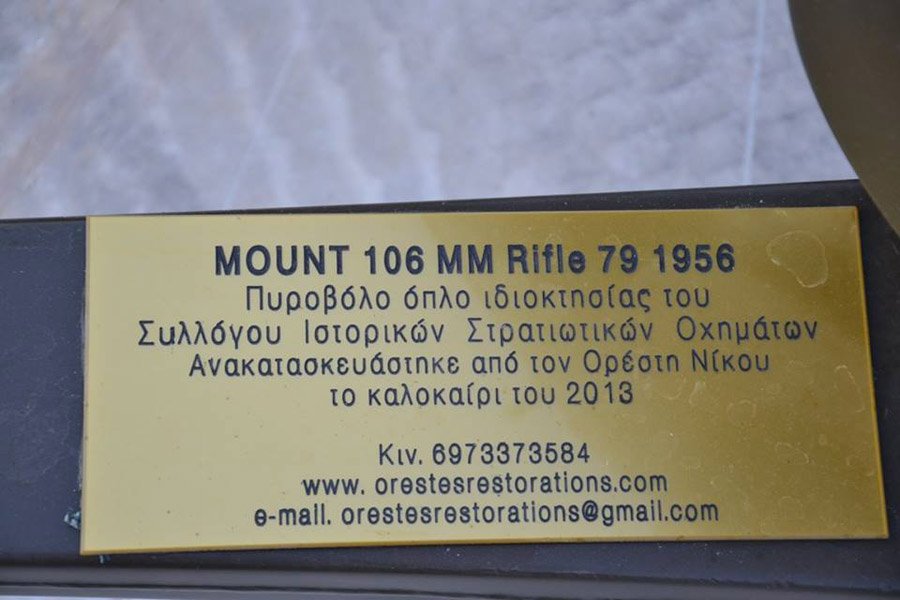 MOUNT 106 MM Rifle 79 1956
Πυροβόλο όπλο ιδιοκτησίας του
Συλλόγου Ιστορικών Στρατιωτικών Οχημάτων
Ανακατασκευάστηκε από τον Ορέστη Νίκου
το καλοκαίρι του 2013
Κιν. 6973373584
www. orestesrestorations.com
e-mail. orestesrestorations@gmail.com